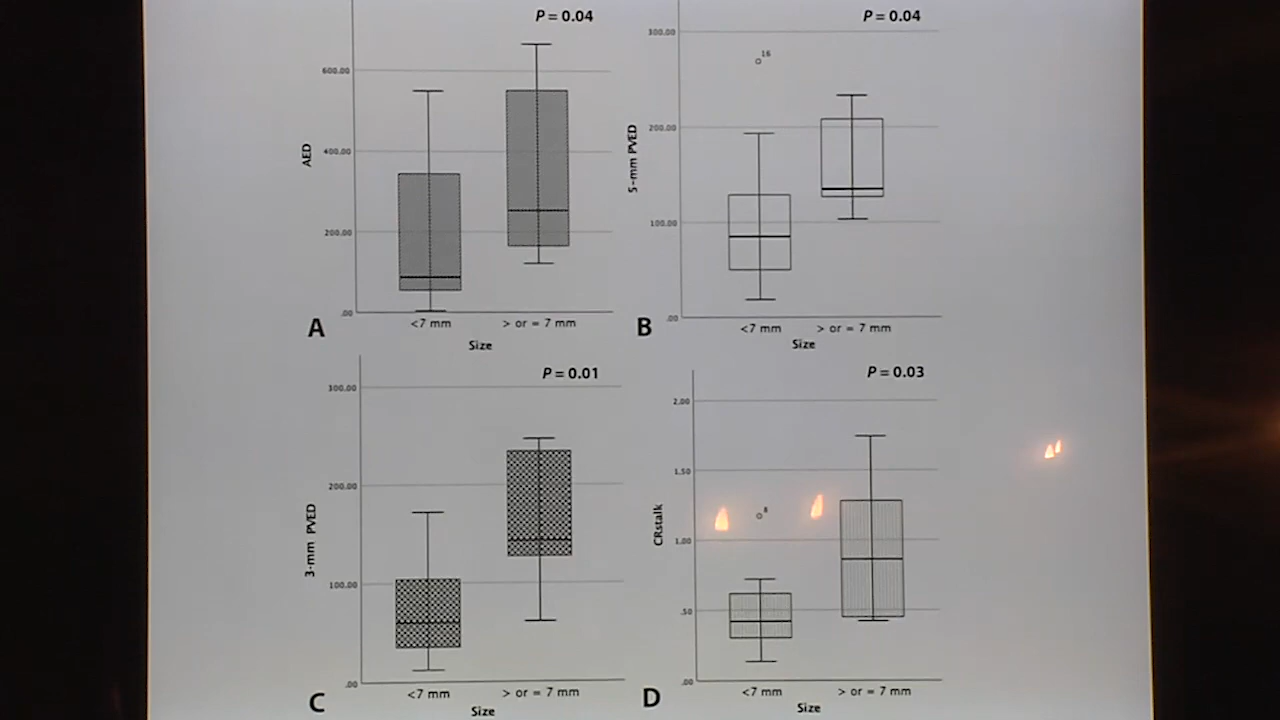 P = 0.04
600.00
400.00
200.00
.00
AED
<7 mm
> or = 7 mm
Size
A
P = 0.04
300.00
16
200.00
100.00
.00
5-mm PVED
<7 mm
> or = 7 mm
Size
B
P = 0.01
300.00
200.00
100.00
.00
3-mm PVED
<7 mm
> or = 7 mm
Size
C
P = 0.03
2.00
1.50
8
1.00
.50
.00
CRstalk
<7 mm
> or = 7 mm
Size
D